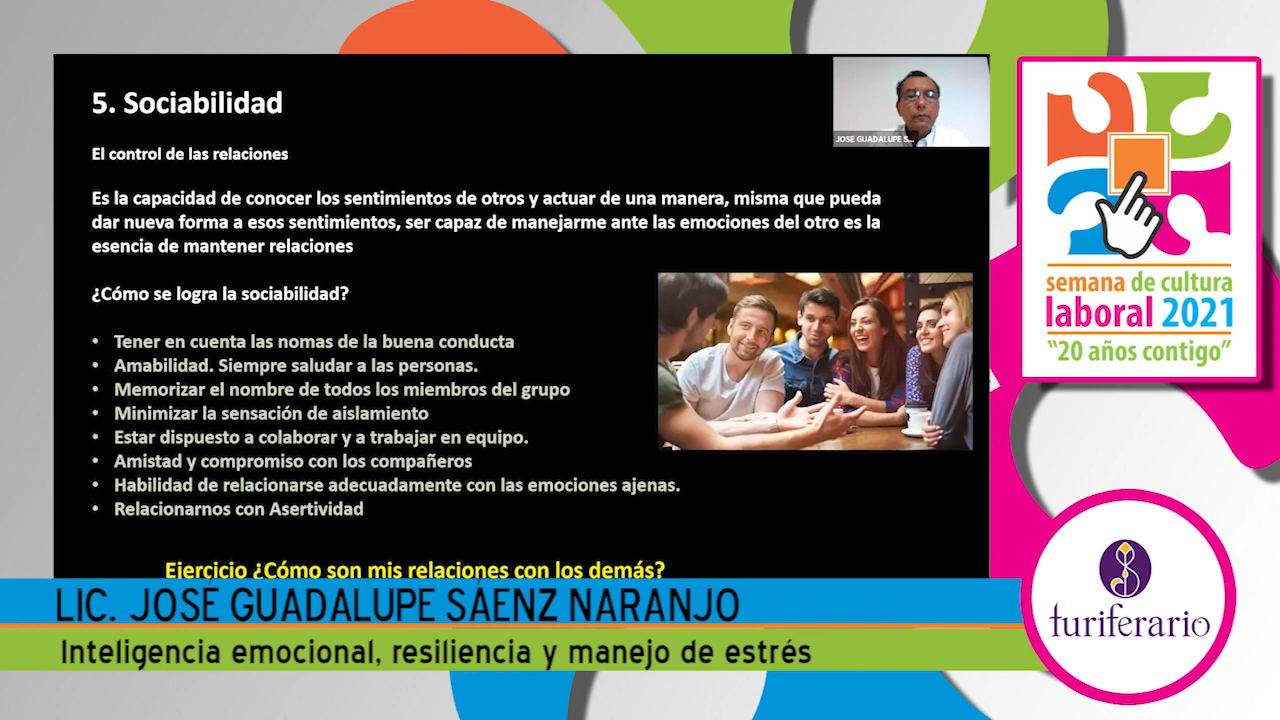 5. Sociabilidad
JOSE GUADALUPE S...
El control de las relaciones
Es la capacidad de conocer los sentimientos de otros y actuar de una manera, misma que pueda
dar nueva forma a esos sentimientos, ser capaz de manejarme ante las emociones del otro es la
esencia de mantener relaciones
¿Cómo se logra la sociabilidad?
• Tener en cuenta las nomas de la buena conducta
• Amabilidad. Siempre saludar a las personas.
• Memorizar el nombre de todos los miembros del grupo
• Minimizar la sensación de aislamiento
• Estar dispuesto a colaborar y a trabajar en equipo.
• Amistad y compromiso con los compañeros
• Habilidad de relacionarse adecuadamente con las emociones ajenas.
• Relacionarnos con Asertividad
Ejercicio ¿Cómo son mis relaciones con los demás?
LIC. JOSÉ GUADALUPE SÁENZ NARANJO
Inteligencia emocional, resiliencia y manejo de estrés
semana de cultura
laboral 2021
"20 años contigo"
turiferario